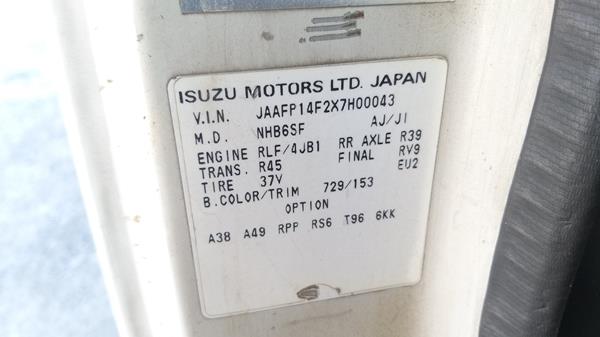 ISUZU MOTORS LTD. JAPAN
V.I.N. JAAFP14F2X7H00043
M.D. NHB6SF AJ/JI
ENGINE RLF/4JB1 RR AXLE R39
TRANS. R45 FINAL RV9
TIRE 37V EU2
B.COLOR/TRIM 729/153
OPTION
A38 A49 RPP RS6 T96 6KK